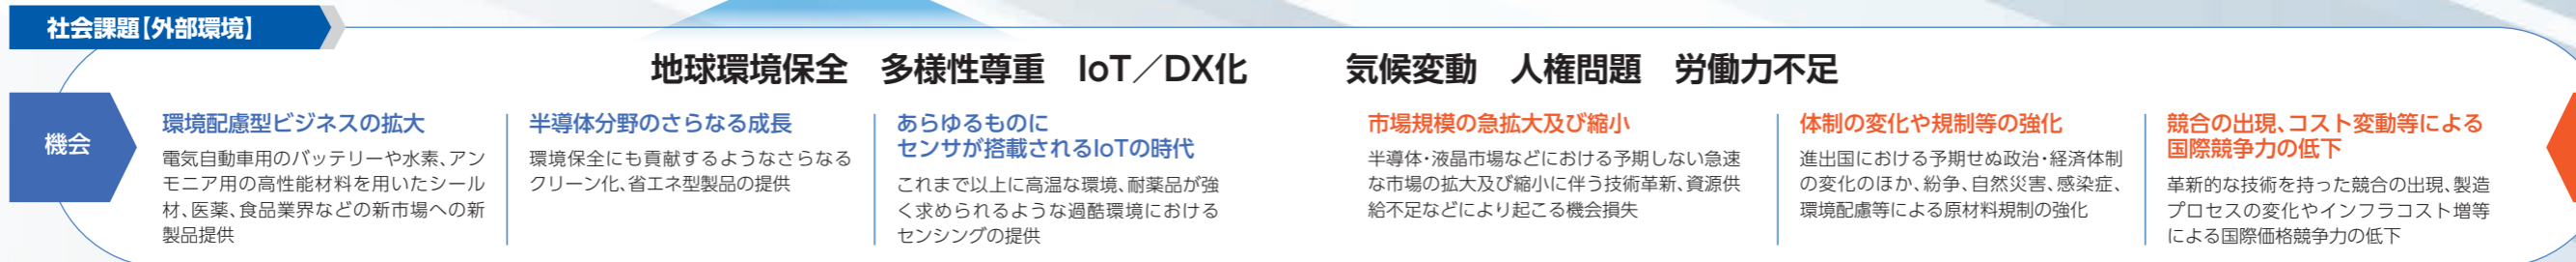 社会課題【外部環境】
地球環境保全　多様性尊重　IoT／DX化　気候変動　人権問題　労働力不足
機会
環境配慮型ビジネスの拡大
電気自動車用のバッテリーや水素、アン
モニア用の高性能材料を用いたシール
材、医薬、食品業界などの新市場への新
製品提供
半導体分野のさらなる成長
環境保全にも貢献するようなさらなる
クリーン化、省エネ型製品の提供
あらゆるものに
センサが搭載されるIoTの時代
これまで以上に高温な環境、耐薬品が強
く求められるような過酷環境における
センシングの提供
市場規模の急拡大及び縮小
半導体・液晶市場などにおける予期しない急速
な市場の拡大及び縮小に伴う技術革新、資源供
給不足などにより起こる機会損失
体制の変化や規制等の強化
進出国における予期せぬ政治・経済体制
の変化のほか、紛争、自然災害、感染症、
環境配慮等による原材料規制の強化
競合の出現、コスト変動等による
国際競争力の低下
革新的な技術を持った競合の出現、製造
プロセスの変化やインフラコスト増等
による国際価格競争力の低下